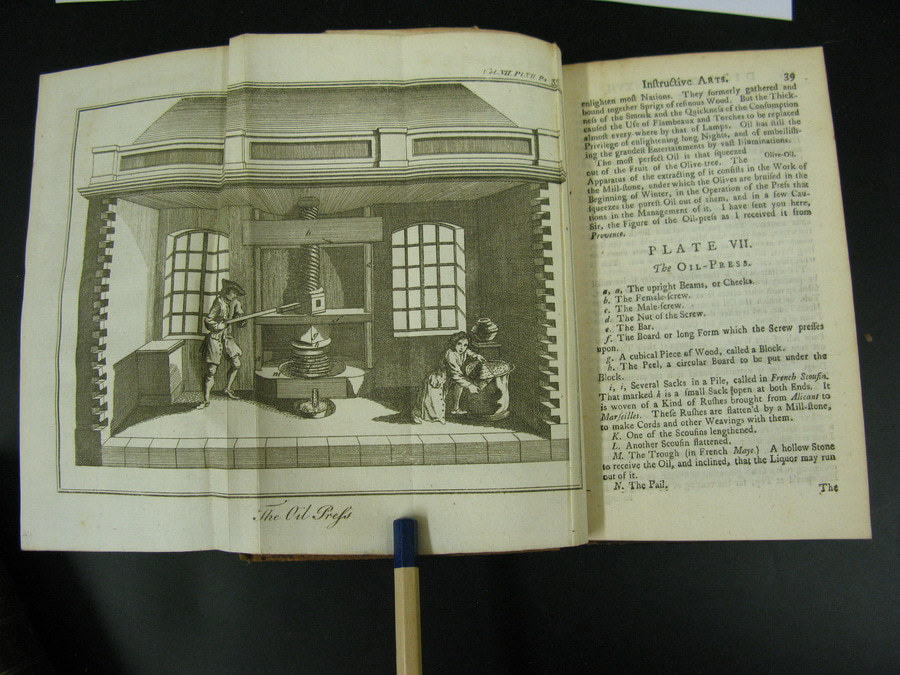 Vol. VII. PLVII Pa.
The Oil Preſs
Inſtructive ARTS. 39
enlighten moſt Nations. They formerly gathered and
bound together Sprigs of reſinous Wood. But the Thick-
neſs of the Smoak and the Quickneſs of the Conſumption
cauſed the Uſe of Flambeaux and Torches to be replaced
almoſt every where by that of Lamps. Oil has ſtill the
Privilege of enlightening long Nights, and of embelliſh-
ing the grandeſt Entertainments by vaſt Illuminations.
The moſt perfect Oil is that ſqueezed Olive-Oil.
out of the Fruit of the Olive-tree. The
Apparatus of the extracting of it conſiſts in the Work of
the Mill-ſtone, under which the Olives are bruiſed in the
Beginning of Winter, in the Operation of the Preſs that
ſqueezes the pureſt Oil out of them, and in a few Cau-
tions in the Management of it. I have ſent you here,
Sir, the Figure of the Oil-preſs as I received it from
Provence.
PLATE VII.
The OIL-PRESS.
a, a, The upright Beams, or Cheeks.
b. The Female-ſcrew.
c. The Male-ſcrew.
d. The Nut of the Screw.
e. The Bar.
f. The Board or long Form which the Screw preſſes
upon.
g. A cubical Piece of Wood, called a Block.
h. The Peel, a circular Board to be put under the
Block.
i, i, Several Sacks in a Pile, called in French Scouſin.
That marked k is a ſmall Sack open at both Ends. It
is woven of a Kind of Ruſhes brought from Alicant to
Marſeilles. Theſe Ruſhes are flatten'd by a Mill-ſtone,
to make Cords and other Weavings with them.
K. One of the Scouſins lengthened.
L. Another Scouſin flattened.
M. The Trough (in French Maye.) A hollow Stone
to receive the Oil, and inclined, that the Liquor may run
out of it.
N. The Pail.
The